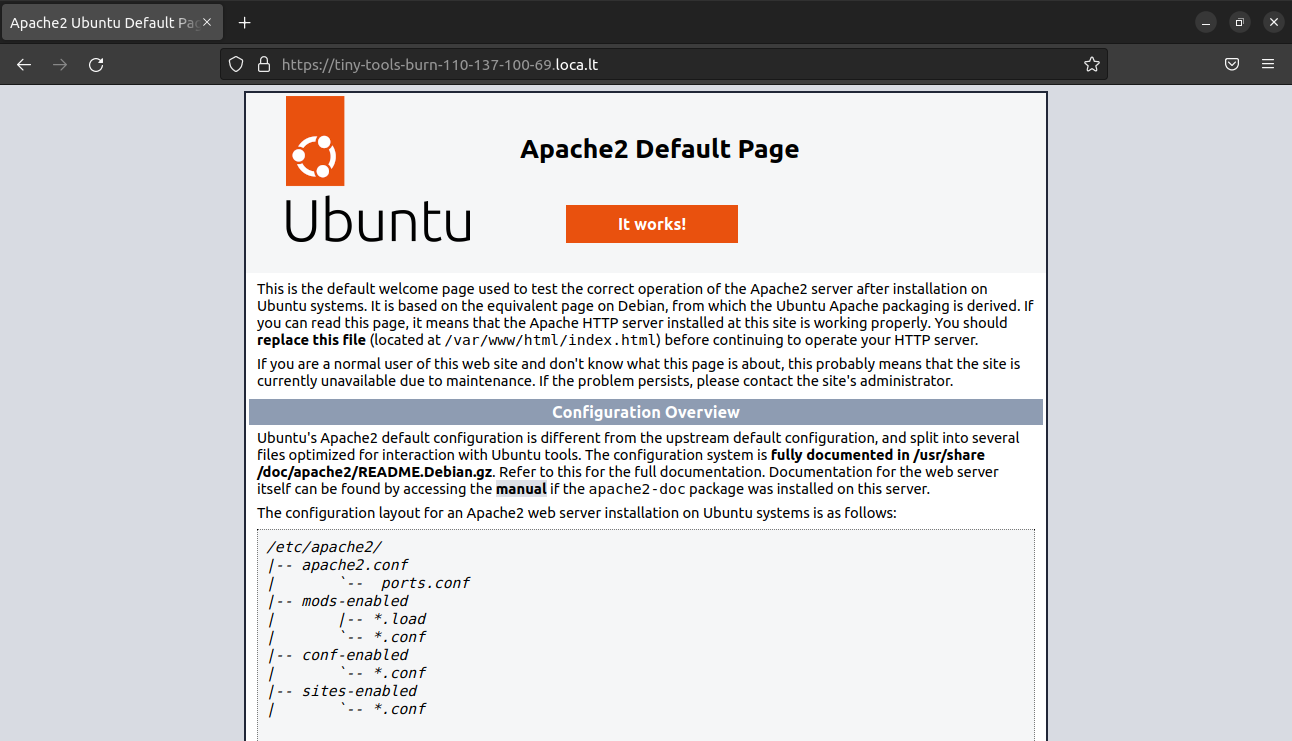 Apache2 Ubuntu Default Pag
https://tiny-tools-burn-110-137-100-69.loca.lt
Apache2 Default Page
Ubuntu
It works!
This is the default welcome page used to test the correct operation of the Apache2 server after installation on
Ubuntu systems. It is based on the equivalent page on Debian, from which the Ubuntu Apache packaging is derived. If
you can read this page, it means that the Apache HTTP server installed at this site is working properly. You should
replace this file (located at /var/www/html/index.html) before continuing to operate your HTTP server.
If you are a normal user of this web site and don't know what this page is about, this probably means that the site is
currently unavailable due to maintenance. If the problem persists, please contact the site's administrator.
Configuration Overview
Ubuntu's Apache2 default configuration is different from the upstream default configuration, and split into several
files optimized for interaction with Ubuntu tools. The configuration system is fully documented in /usr/share
/doc/apache2/README.Debian.gz. Refer to this for the full documentation. Documentation for the web server
itself can be found by accessing the manual if the apache2-doc package was installed on this server.
The configuration layout for an Apache2 web server installation on Ubuntu systems is as follows:
/etc/apache2/
|-- apache2.conf
|       `--  ports.conf
|-- mods-enabled
|       |-- *.load
|       `-- *.conf
|-- conf-enabled
|       `-- *.conf
|-- sites-enabled
|       `-- *.conf